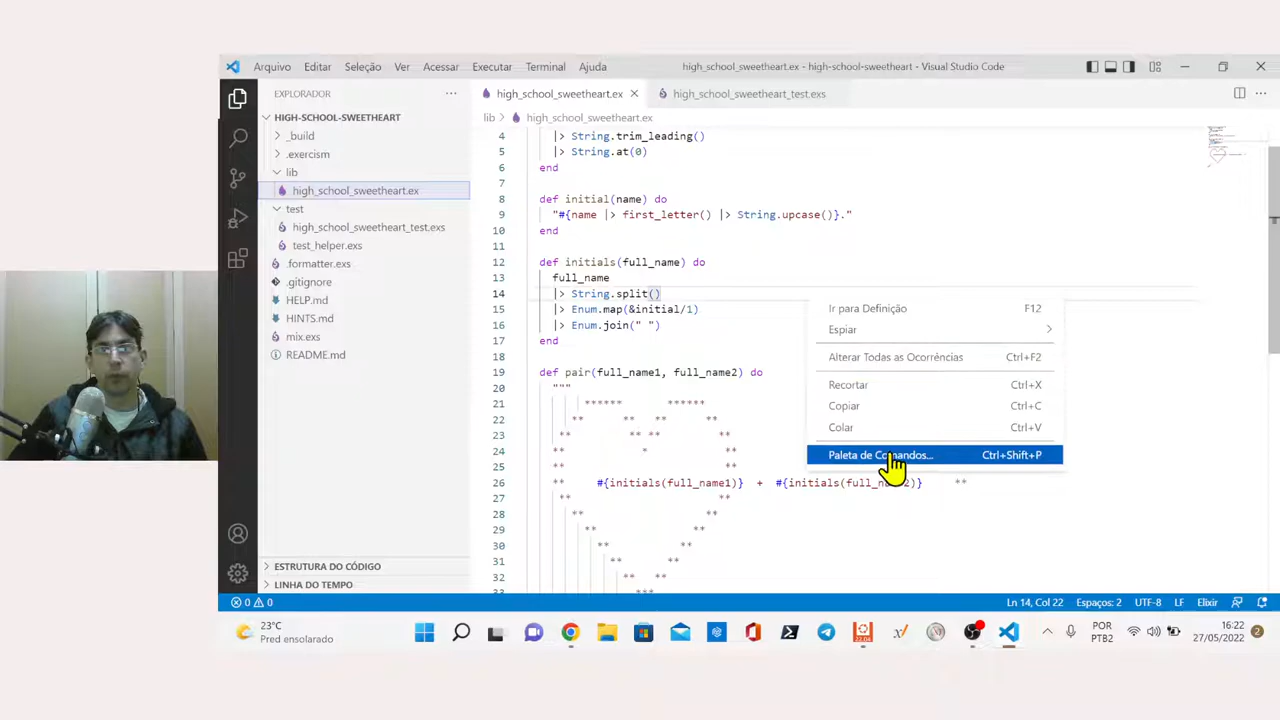 Arquivo Editar Seleção Ver Acessar Executar Terminal Ajuda high_school_sweetheart.ex - high-school-sweetheart - Visual Studio Code
EXPLORADOR
HIGH-SCHOOL-SWEETHEART
_build
.exercism
lib
high_school_sweetheart.ex
test
high_school_sweetheart_test.exs
test_helper.exs
.formatter.exs
.gitignore
HELP.md
HINTS.md
mix.exs
README.md
ESTRUTURA DO CÓDIGO
LINHA DO TEMPO
high_school_sweetheart.ex high_school_sweetheart_test.exs
lib > high_school_sweetheart.ex
4 |> String.trim_leading()
5 |> String.at(0)
6 end
7
8 def initial(name) do
9 "#{name |> first_letter() |> String.upcase()}."
10 end
11
12 def initials(full_name) do
13 full_name
14 |> String.split()
15 |> Enum.map(&initial/1)
16 |> Enum.join(" ")
17 end
18
19 def pair(full_name1, full_name2) do
20 """
21 ****** ******
22 ** ** ** **
23 ** ** ** **
24 ** * **
25 ** **
26 ** #{initials(full_name1)} + #{initials(full_name2)} **
27 ** **
28 ** **
29 ** **
30 ** **
31 ** **
32 ** **
33 ***
Ir para Definição F12
Espiar
Alterar Todas as Ocorrências Ctrl+F2
Recortar Ctrl+X
Copiar Ctrl+C
Colar Ctrl+V
Paleta de Comandos... Ctrl+Shift+P
0 0 Ln 14, Col 22 Espaços: 2 UTF-8 LF Elixir
23°C
Pred ensolarado
POR
PTB2
16:22
27/05/2022
2